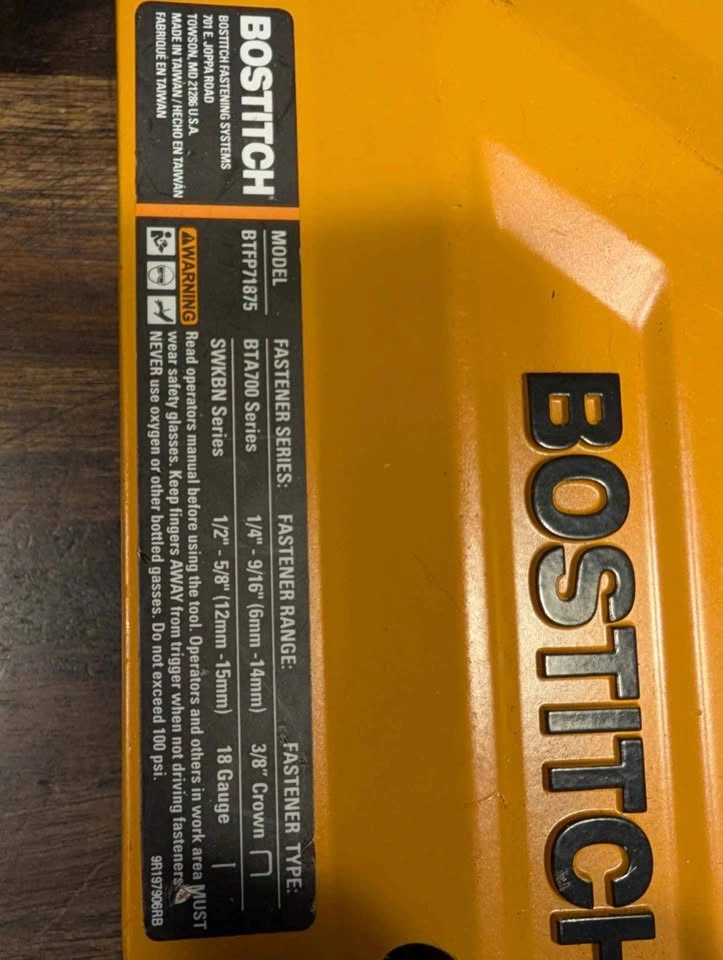 BOSTITCH
BOSTITCH FASTENING SYSTEMS
701 E. JOPPA ROAD
TOWSON, MD 21286 U.S.A.
MADE IN TAIWAN / HECHO EN TAIWÁN
FABRIQUÉ EN TAIWAN
MODEL FASTENER SERIES: FASTENER RANGE: FASTENER TYPE:
BTFP71875 BTA700 Series 1/4" - 9/16" (6mm -14mm) 3/8" Crown
SWKBN Series 1/2" - 5/8" (12mm -15mm) 18 Gauge
WARNING Read operators manual before using the tool. Operators and others in work area MUST
wear safety glasses. Keep fingers AWAY from trigger when not driving fasteners.
NEVER use oxygen or other bottled gasses. Do not exceed 100 psi.
9R197906RB
BOSTITCH